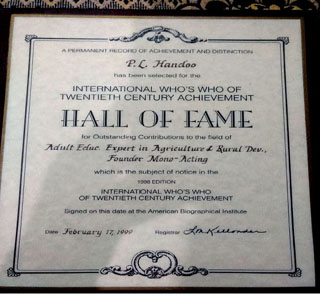 A PERMANENT RECORD OF ACHIEVEMENT AND DISTINCTION
P.L. Handoo
has been selected for the
INTERNATIONAL WHO'S WHO OF
TWENTIETH CENTURY ACHIEVEMENT
HALL OF FAME
for Outstanding Contributions to the field of
Adult Educ. Expert in Agriculture & Rural Dev.,
Founder Mono-Acting
which is the subject of notice in the
1998 EDITION
INTERNATIONAL WHO'S WHO
OF TWENTIETH CENTURY ACHIEVEMENT
Signed on this date at the American Biographical Institute
Date February 17, 1999 Registrar